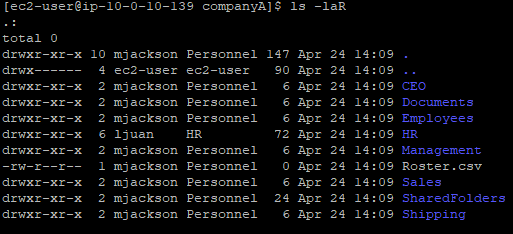 [ec2-user@ip-10-0-10-139 companyA]$ ls -laR
.:
total 0
drwxr-xr-x 10 mjackson Personnel 147 Apr 24 14:09 .
drwx------  4 ec2-user ec2-user   90 Apr 24 14:09 ..
drwxr-xr-x  2 mjackson Personnel   6 Apr 24 14:09 CEO
drwxr-xr-x  2 mjackson Personnel   6 Apr 24 14:09 Documents
drwxr-xr-x  2 mjackson Personnel   6 Apr 24 14:09 Employees
drwxr-xr-x  6 ljuan    HR         72 Apr 24 14:09 HR
drwxr-xr-x  2 mjackson Personnel   6 Apr 24 14:09 Management
-rw-r--r--  1 mjackson Personnel   0 Apr 24 14:09 Roster.csv
drwxr-xr-x  2 mjackson Personnel   6 Apr 24 14:09 Sales
drwxr-xr-x  2 mjackson Personnel  24 Apr 24 14:09 SharedFolders
drwxr-xr-x  2 mjackson Personnel   6 Apr 24 14:09 Shipping